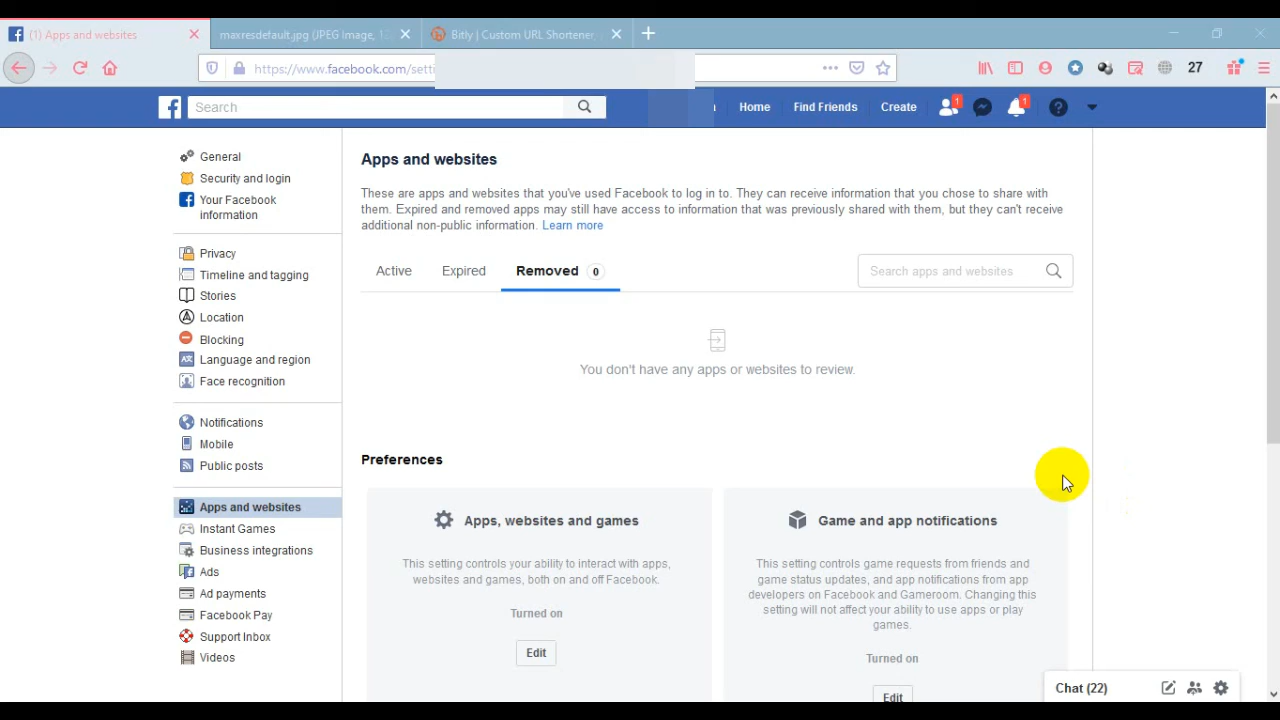 (1) Apps and websites
maxresdefault.jpg (JPEG Image, 12
Bitly | Custom URL Shortener,
https://www.facebook.com/setti
27
Search
Home
Find Friends
Create
1
1
General
Security and login
Your Facebook
information
Privacy
Timeline and tagging
Stories
Location
Blocking
Language and region
Face recognition
Notifications
Mobile
Public posts
Apps and websites
Instant Games
Business integrations
Ads
Ad payments
Facebook Pay
Support Inbox
Videos
Apps and websites
These are apps and websites that you've used Facebook to log in to. They can receive information that you chose to share with
them. Expired and removed apps may still have access to information that was previously shared with them, but they can't receive
additional non-public information. Learn more
Active
Expired
Removed 0
Search apps and websites
You don't have any apps or websites to review.
Preferences
Apps, websites and games
This setting controls your ability to interact with apps,
websites and games, both on and off Facebook.
Turned on
Edit
Game and app notifications
This setting controls game requests from friends and
game status updates, and app notifications from app
developers on Facebook and Gameroom. Changing this
setting will not affect your ability to use apps or play
games.
Turned on
Edit
Chat (22)